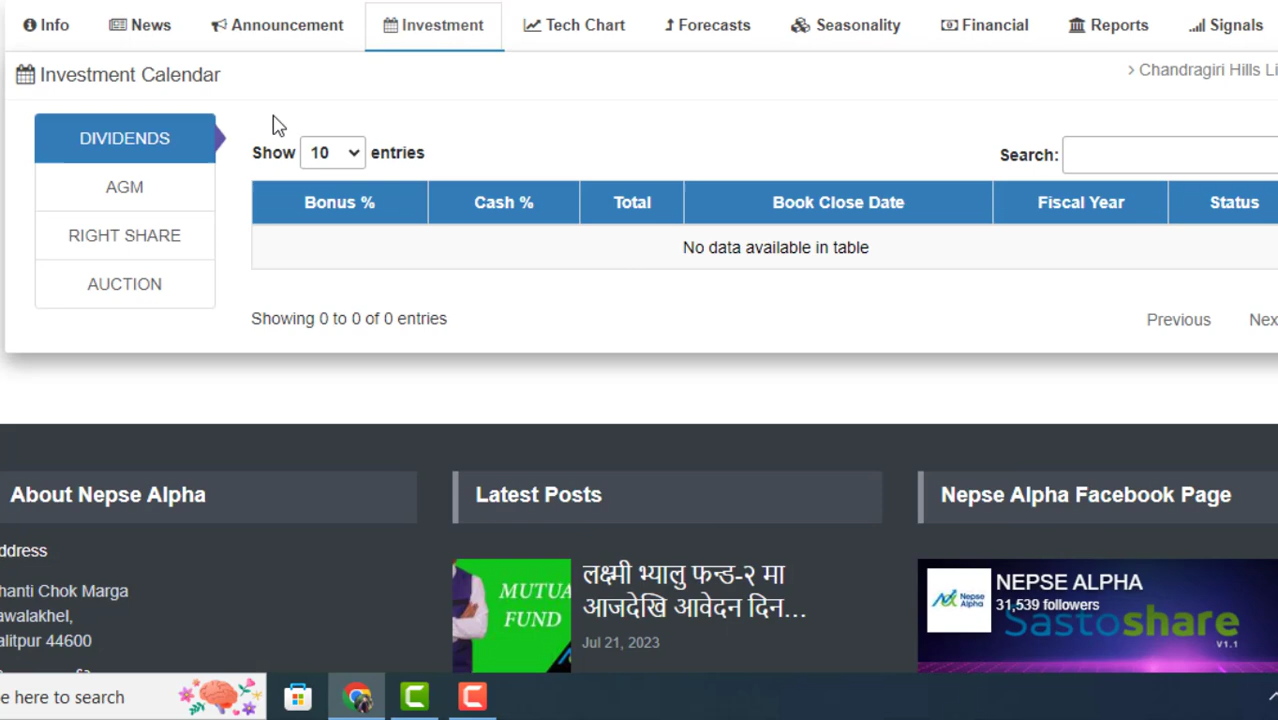 Info News Announcement Investment Tech Chart Forecasts Seasonality Financial Reports Signals
Investment Calendar
> Chandragiri Hills Li
DIVIDENDS
AGM
RIGHT SHARE
AUCTION
Show 10 entries
Search:
Bonus % Cash % Total Book Close Date Fiscal Year Status
No data available in table
Showing 0 to 0 of 0 entries
Previous Nex
About Nepse Alpha
ddress
hanti Chok Marga
awalakhel,
alitpur 44600
Latest Posts
MUTUA
FUND
लक्ष्मी भ्यालु फन्ड-२ मा
आजदेखि आवेदन दिन...
Jul 21, 2023
Nepse Alpha Facebook Page
Nepse
Alpha
NEPSE ALPHA
31,539 followers
Sastoshare
V1.1
e here to search